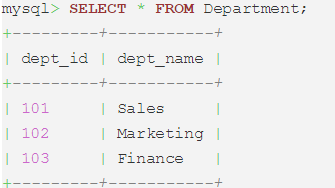 mysql> SELECT * FROM Department;
+---------+-----------+
| dept_id | dept_name |
+---------+-----------+
| 101     | Sales     |
| 102     | Marketing |
| 103     | Finance   |
+---------+-----------+